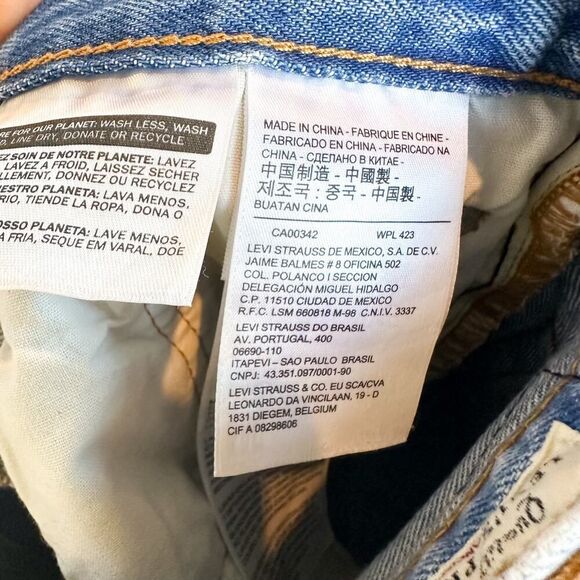 RE FOR OUR PLANET: WASH LESS, WASH
D, LINE DRY, DONATE OR RECYCLE
EZ SOIN DE NOTRE PLANETE: LAVEZ
LAVEZ A FROID, LAISSEZ SECHER
LLEMENT, DONNEZ OU RECYCLEZ
ESTRO PLANETA: LAVA MENOS,
RIO, TIENDE LA ROPA, DONA O
OSSO PLANETA: LAVE MENOS,
A FRIA, SEQUE EM VARAL, DOE
MADE IN CHINA - FABRIQUE EN CHINE -
FABRICADO EN CHINA - FABRICADO NA
CHINA - СДЕЛАНО В КИТАЕ -
中国制造 - 中國製 -
제조국 : 중국 - 中国製 -
BUATAN CINA
CA00342 WPL 423
LEVI STRAUSS DE MEXICO, S.A. DE C.V.
JAIME BALMES # 8 OFICINA 502
COL. POLANCO I SECCION
DELEGACIÓN MIGUEL HIDALGO
C.P. 11510 CIUDAD DE MEXICO
R.F.C. LSM 660818 M-98 C.N.I.V. 3337
LEVI STRAUSS DO BRASIL
AV. PORTUGAL, 400
06690-110
ITAPEVI – SAO PAULO BRASIL
CNPJ: 43.351.097/0001-90
LEVI STRAUSS & CO. EU SCA/CVA
LEONARDO DA VINCILAAN, 19 - D
1831 DIEGEM, BELGIUM
CIF A 08298606